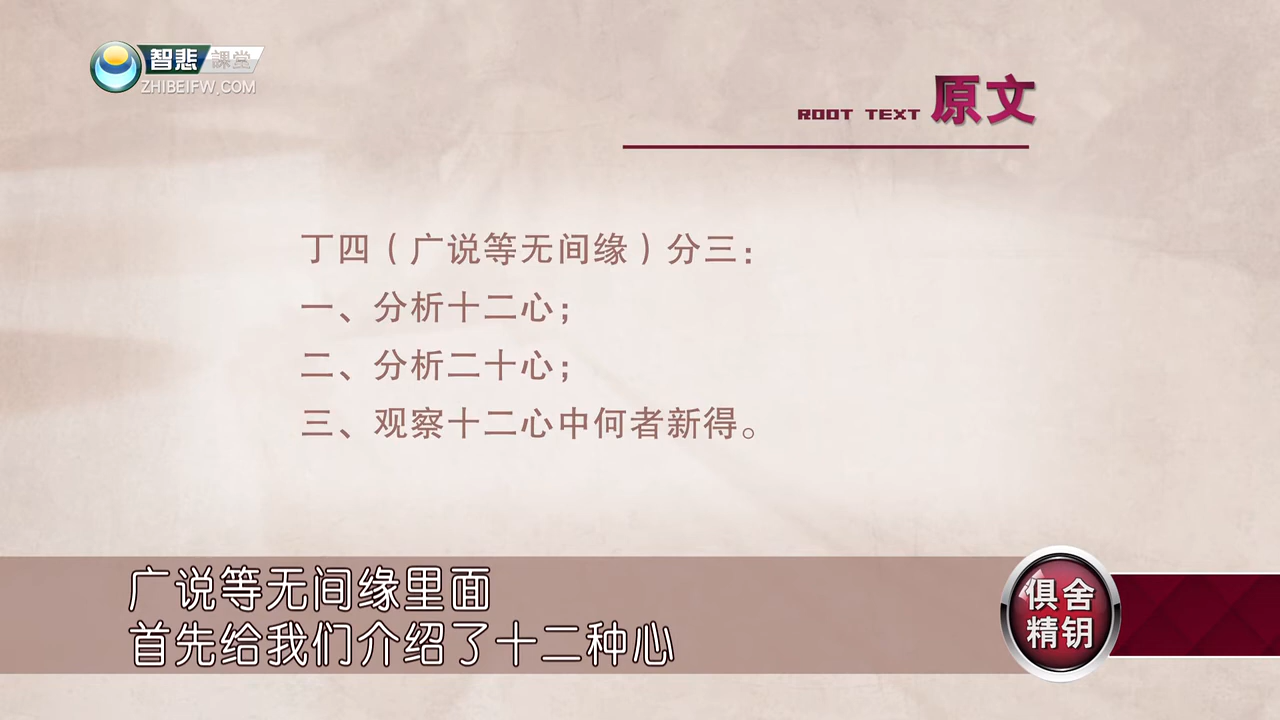 智悲課堂
ZHIBEIFW.COM
ROOT TEXT 原文
丁四（广说等无间缘）分三：
一、分析十二心；
二、分析二十心；
三、观察十二心中何者新得。
广说等无间缘里面
首先给我们介绍了十二种心
俱舍
精钥